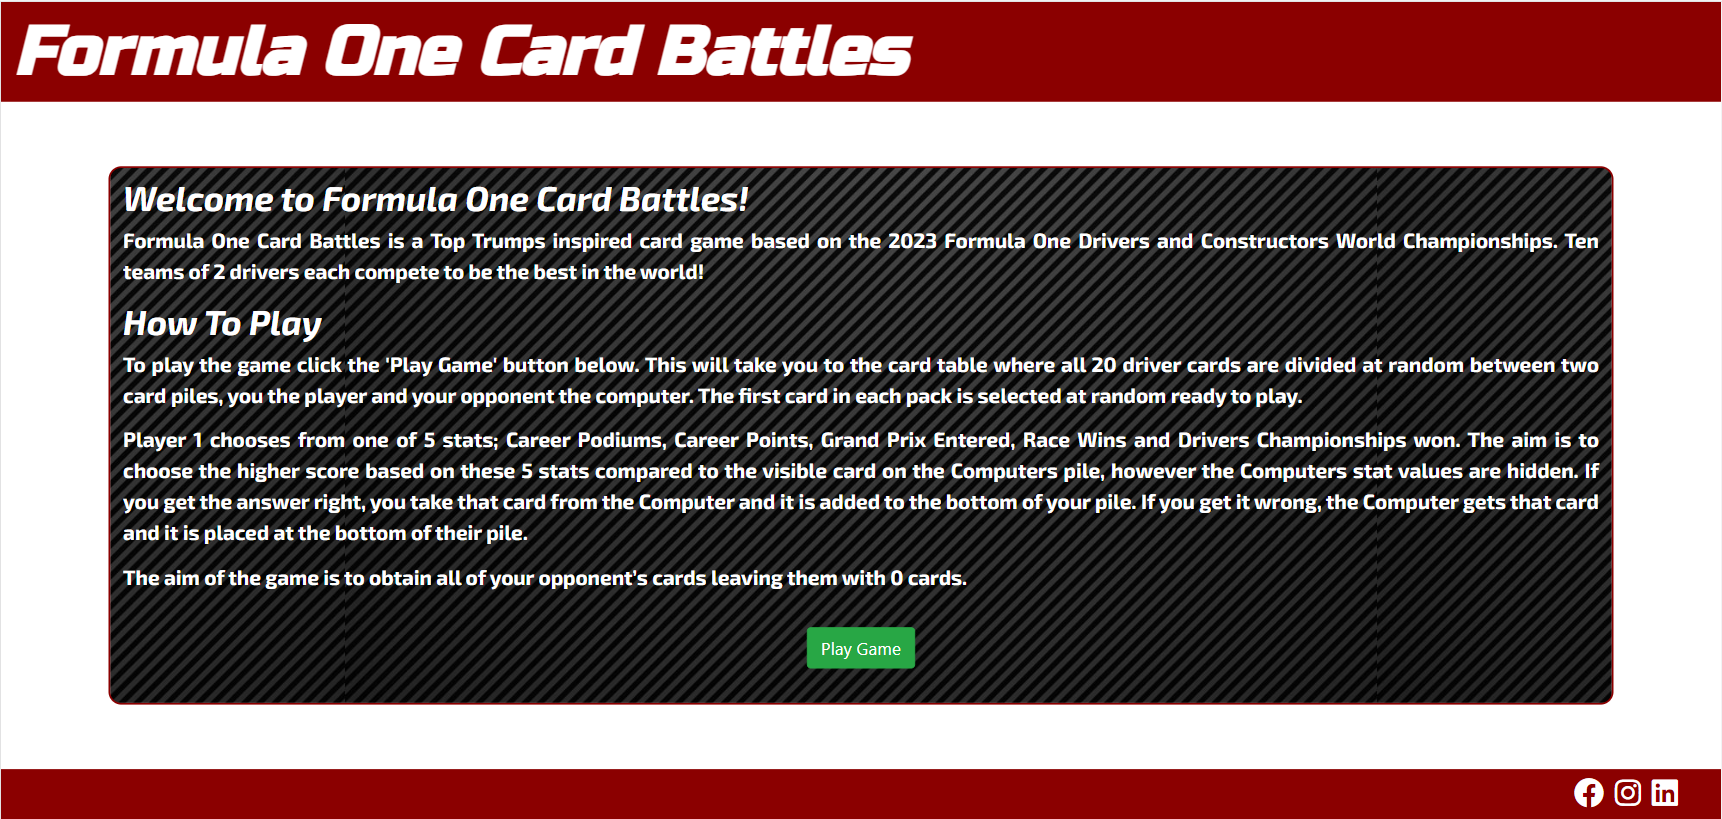 Formula One Card Battles
Welcome to Formula One Card Battles!
Formula One Card Battles is a Top Trumps inspired card game based on the 2023 Formula One Drivers and Constructors World Championships. Ten
teams of 2 drivers each compete to be the best in the world!
How To Play
To play the game click the 'Play Game' button below. This will take you to the card table where all 20 driver cards are divided at random between two
card piles, you the player and your opponent the computer. The first card in each pack is selected at random ready to play.
Player 1 chooses from one of 5 stats; Career Podiums, Career Points, Grand Prix Entered, Race Wins and Drivers Championships won. The aim is to
choose the higher score based on these 5 stats compared to the visible card on the Computers pile, however the Computers stat values are hidden. If
you get the answer right, you take that card from the Computer and it is added to the bottom of your pile. If you get it wrong, the Computer gets that card
and it is placed at the bottom of their pile.
The aim of the game is to obtain all of your opponent’s cards leaving them with 0 cards.
Play Game